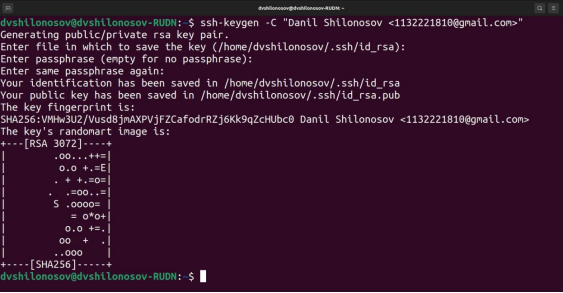 dvshilonosov@dvshilonosov-RUDN: ~
dvshilonosov@dvshilonosov-RUDN:~$ ssh-keygen -C "Danil Shilonosov <1132221810@gmail.com>"
Generating public/private rsa key pair.
Enter file in which to save the key (/home/dvshilonosov/.ssh/id_rsa):
Enter passphrase (empty for no passphrase):
Enter same passphrase again:
Your identification has been saved in /home/dvshilonosov/.ssh/id_rsa
Your public key has been saved in /home/dvshilonosov/.ssh/id_rsa.pub
The key fingerprint is:
SHA256:VMHw3U2/Vusd8jmAXPVjFZCafodrRZj6Kk9qZcHUbc0 Danil Shilonosov <1132221810@gmail.com>
The key's randomart image is:
+---[RSA 3072]----+
|        .oo...++=|
|         o.o +.=E|
|        . + +.=o=|
|       .  .=oo..=|
|        S .oooo= |
|           = o*o+|
|          o.o +=.|
|         oo  +  .|
|        ..ooo    |
+----[SHA256]-----+
dvshilonosov@dvshilonosov-RUDN:~$